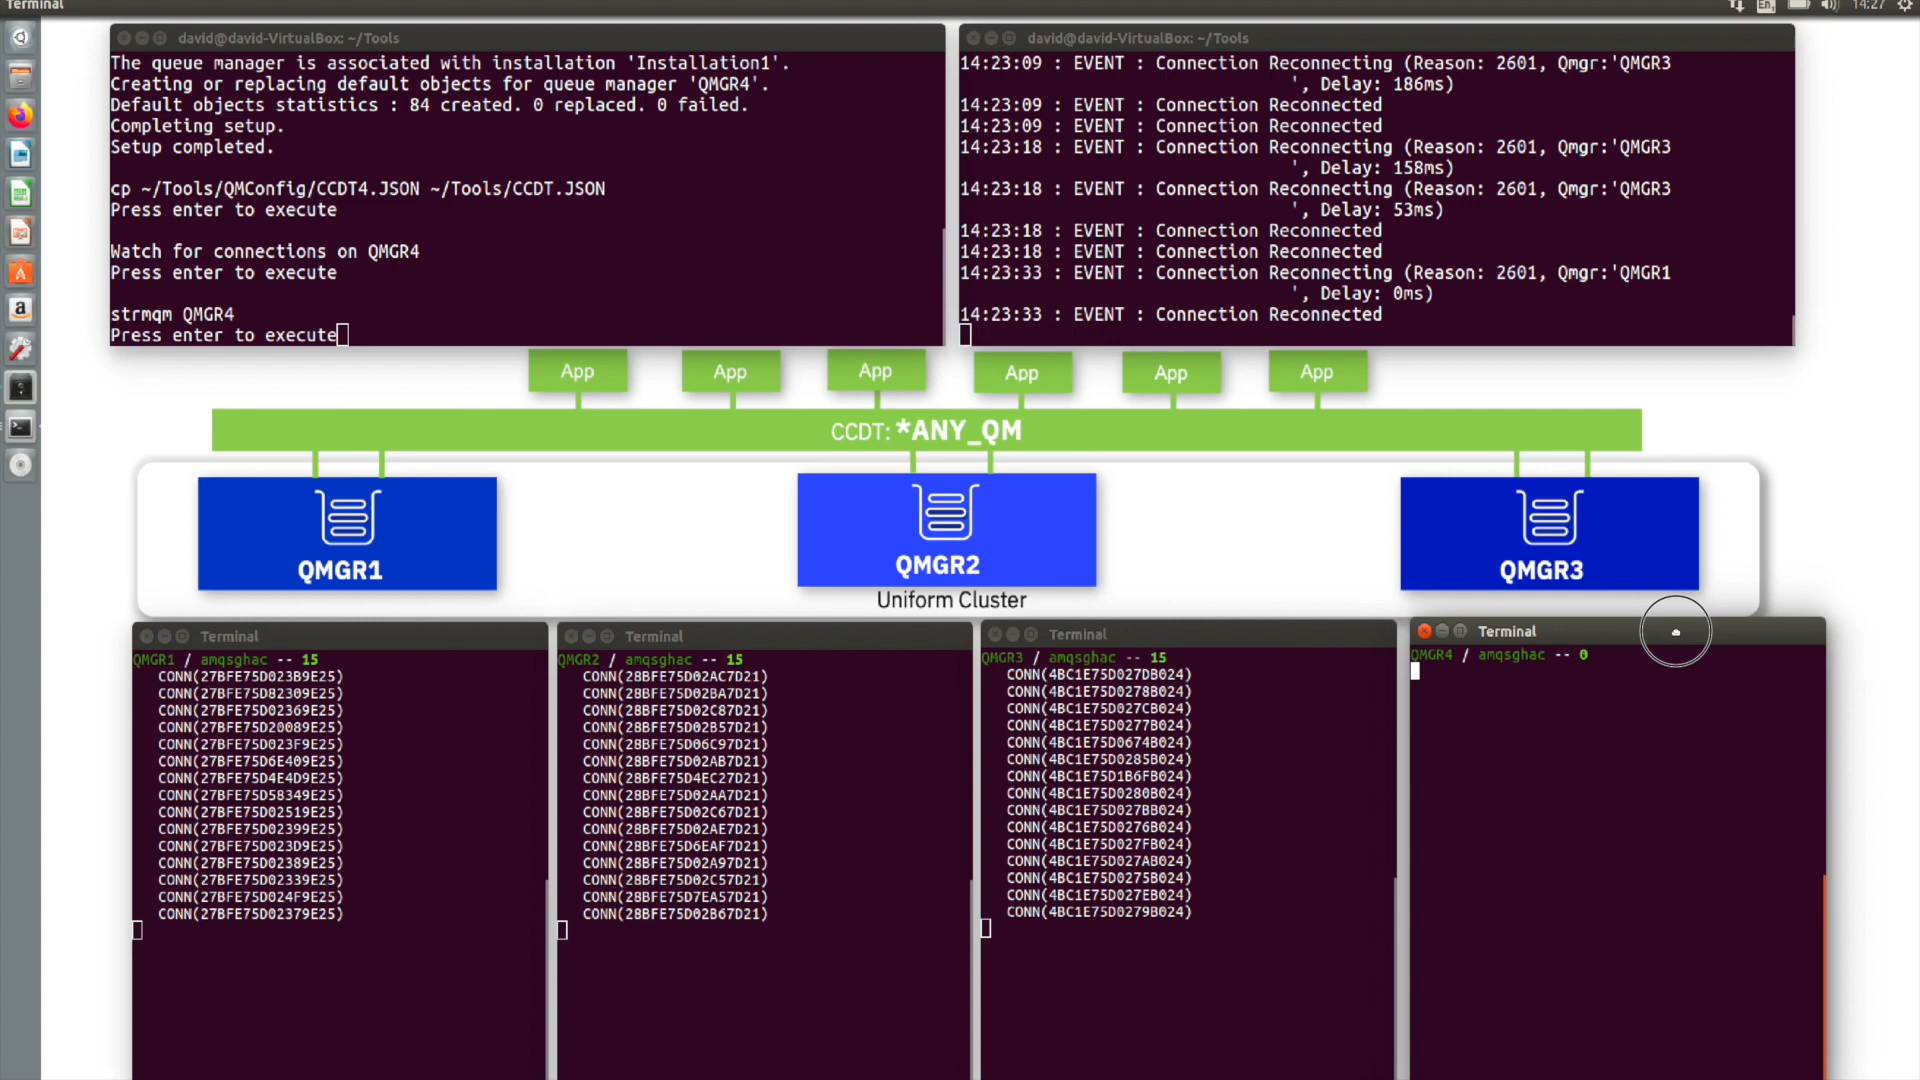 Terminal
En
14:27
david@david-VirtualBox: ~/Tools
The queue manager is associated with installation 'Installation1'.
Creating or replacing default objects for queue manager 'QMGR4'.
Default objects statistics : 84 created. 0 replaced. 0 failed.
Completing setup.
Setup completed.
cp ~/Tools/QMConfig/CCDT4.JSON ~/Tools/CCDT.JSON
Press enter to execute
Watch for connections on QMGR4
Press enter to execute
strmqm QMGR4
Press enter to execute
david@david-VirtualBox: ~/Tools
14:23:09 : EVENT : Connection Reconnecting (Reason: 2601, Qmgr:'QMGR3
', Delay: 186ms)
14:23:09 : EVENT : Connection Reconnected
14:23:09 : EVENT : Connection Reconnected
14:23:18 : EVENT : Connection Reconnecting (Reason: 2601, Qmgr:'QMGR3
', Delay: 158ms)
14:23:18 : EVENT : Connection Reconnecting (Reason: 2601, Qmgr:'QMGR3
', Delay: 53ms)
14:23:18 : EVENT : Connection Reconnected
14:23:18 : EVENT : Connection Reconnected
14:23:33 : EVENT : Connection Reconnecting (Reason: 2601, Qmgr:'QMGR1
', Delay: 0ms)
14:23:33 : EVENT : Connection Reconnected
App App App App App App
CCDT: *ANY_QM
QMGR1
QMGR2
QMGR3
Uniform Cluster
Terminal
QMGR1 / amqsghac -- 15
CONN(27BFE75D023B9E25)
CONN(27BFE75D82309E25)
CONN(27BFE75D02369E25)
CONN(27BFE75D20089E25)
CONN(27BFE75D023F9E25)
CONN(27BFE75D6E409E25)
CONN(27BFE75D4E4D9E25)
CONN(27BFE75D58349E25)
CONN(27BFE75D02519E25)
CONN(27BFE75D02399E25)
CONN(27BFE75D023D9E25)
CONN(27BFE75D02389E25)
CONN(27BFE75D02339E25)
CONN(27BFE75D024F9E25)
CONN(27BFE75D02379E25)
Terminal
QMGR2 / amqsghac -- 15
CONN(28BFE75D02AC7D21)
CONN(28BFE75D02BA7D21)
CONN(28BFE75D02C87D21)
CONN(28BFE75D02B57D21)
CONN(28BFE75D06C97D21)
CONN(28BFE75D02AB7D21)
CONN(28BFE75D4EC27D21)
CONN(28BFE75D02AA7D21)
CONN(28BFE75D02C67D21)
CONN(28BFE75D02AE7D21)
CONN(28BFE75D6EAF7D21)
CONN(28BFE75D02A97D21)
CONN(28BFE75D02C57D21)
CONN(28BFE75D7EA57D21)
CONN(28BFE75D02B67D21)
Terminal
QMGR3 / amqsghac -- 15
CONN(4BC1E75D027DB024)
CONN(4BC1E75D0278B024)
CONN(4BC1E75D027CB024)
CONN(4BC1E75D0277B024)
CONN(4BC1E75D0674B024)
CONN(4BC1E75D0285B024)
CONN(4BC1E75D1B6FB024)
CONN(4BC1E75D0280B024)
CONN(4BC1E75D027BB024)
CONN(4BC1E75D0276B024)
CONN(4BC1E75D027FB024)
CONN(4BC1E75D027AB024)
CONN(4BC1E75D0275B024)
CONN(4BC1E75D027EB024)
CONN(4BC1E75D0279B024)
Terminal
QMGR4 / amqsghac -- 0